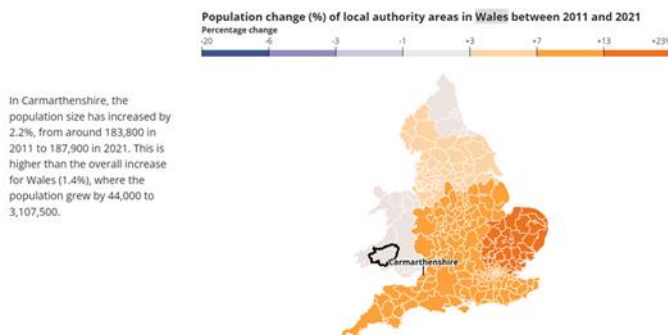 Population change (%) of local authority areas in Wales between 2011 and 2021
Percentage change
-20 -6 -3 -1 +3 +7 +13 +239
In Carmarthenshire, the
population size has increased by
2.2%, from around 183,800 in
2011 to 187,900 in 2021. This is
higher than the overall increase
for Wales (1.4%), where the
population grew by 44,000 to
3,107,500.
Carmarthenshire